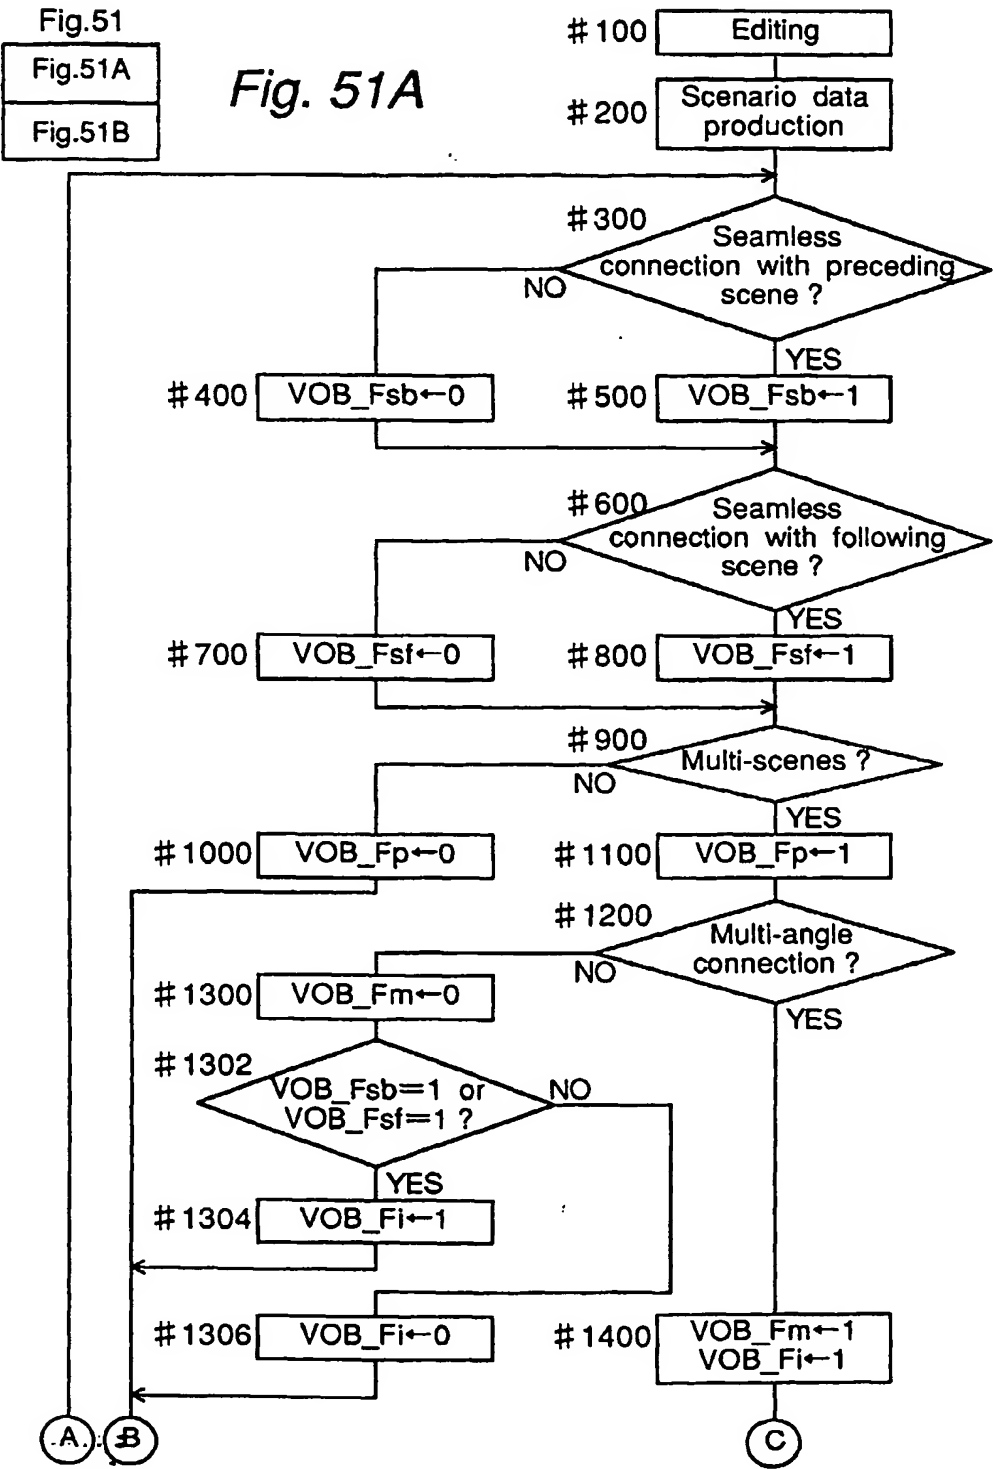 Fig.51
Fig.51A
Fig.51B
Fig. 51A
#100
Editing
#200
Scenario data
production
#300
Seamless
connection with preceding
scene ?
NO
YES
#400
VOB_Fsb←0
#500
VOB_Fsb←1
#600
Seamless
connection with following
scene ?
NO
YES
#700
VOB_Fsf←0
#800
VOB_Fsf←1
#900
Multi-scenes ?
NO
YES
#1000
VOB_Fp←0
#1100
VOB_Fp←1
#1200
Multi-angle
connection ?
NO
YES
#1300
VOB_Fm←0
#1302
VOB_Fsb=1 or
VOB_Fsf=1 ?
NO
YES
#1304
VOB_Fi←1
#1306
VOB_Fi←0
#1400
VOB_Fm←1
VOB_Fi←1
A
B
C